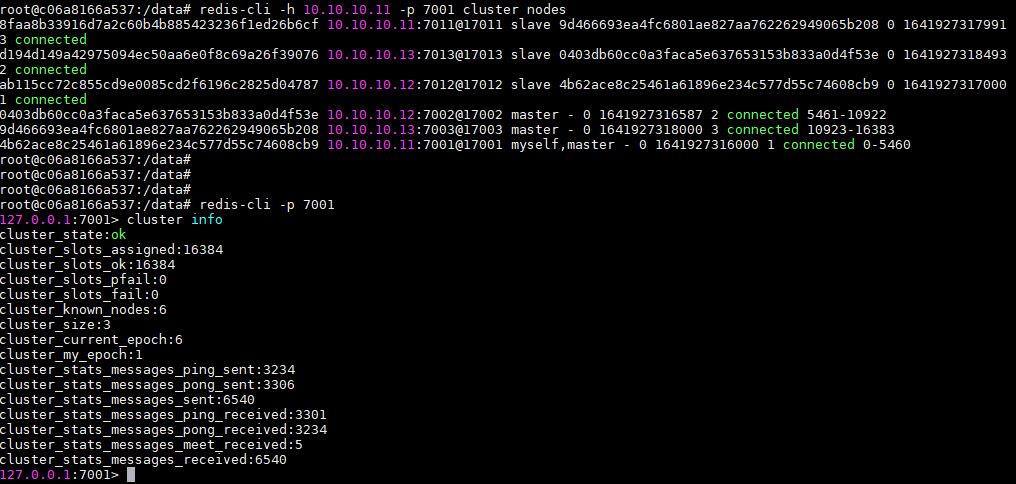 root@c06a8166a537:/data# redis-cli -h 10.10.10.11 -p 7001 cluster nodes
8faa8b33916d7a2c60b4b885423236f1ed26b6cf 10.10.10.11:7011@17011 slave 9d466693ea4fc6801ae827aa762262949065b208 0 1641927317991
3 connected
d194d149a42975094ec50aa6e0f8c69a26f39076 10.10.10.13:7013@17013 slave 0403db60cc0a3faca5e637653153b833a0d4f53e 0 1641927318493
2 connected
ab115cc72c855cd9e0085cd2f6196c2825d04787 10.10.10.12:7012@17012 slave 4b62ace8c25461a61896e234c577d55c74608cb9 0 1641927317000
1 connected
0403db60cc0a3faca5e637653153b833a0d4f53e 10.10.10.12:7002@17002 master - 0 1641927316587 2 connected 5461-10922
9d466693ea4fc6801ae827aa762262949065b208 10.10.10.13:7003@17003 master - 0 1641927318000 3 connected 10923-16383
4b62ace8c25461a61896e234c577d55c74608cb9 10.10.10.11:7001@17001 myself,master - 0 1641927316000 1 connected 0-5460
root@c06a8166a537:/data#
root@c06a8166a537:/data#
root@c06a8166a537:/data#
root@c06a8166a537:/data# redis-cli -p 7001
127.0.0.1:7001> cluster info
cluster_state:ok
cluster_slots_assigned:16384
cluster_slots_ok:16384
cluster_slots_pfail:0
cluster_slots_fail:0
cluster_known_nodes:6
cluster_size:3
cluster_current_epoch:6
cluster_my_epoch:1
cluster_stats_messages_ping_sent:3234
cluster_stats_messages_pong_sent:3306
cluster_stats_messages_sent:6540
cluster_stats_messages_ping_received:3301
cluster_stats_messages_pong_received:3234
cluster_stats_messages_meet_received:5
cluster_stats_messages_received:6540
127.0.0.1:7001>